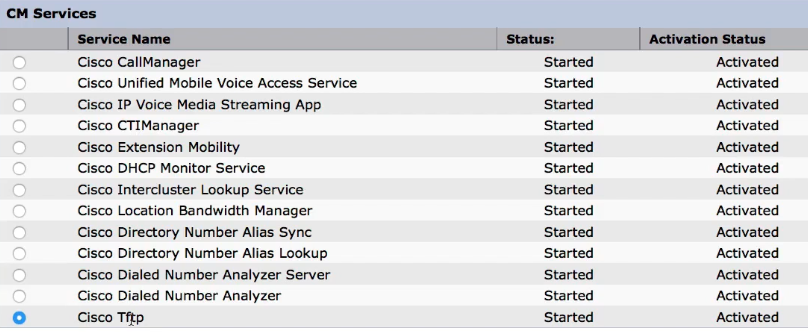 CM Services
Service Name Status: Activation Status
Cisco CallManager Started Activated
Cisco Unified Mobile Voice Access Service Started Activated
Cisco IP Voice Media Streaming App Started Activated
Cisco CTIManager Started Activated
Cisco Extension Mobility Started Activated
Cisco DHCP Monitor Service Started Activated
Cisco Intercluster Lookup Service Started Activated
Cisco Location Bandwidth Manager Started Activated
Cisco Directory Number Alias Sync Started Activated
Cisco Directory Number Alias Lookup Started Activated
Cisco Dialed Number Analyzer Server Started Activated
Cisco Dialed Number Analyzer Started Activated
Cisco Tftp Started Activated